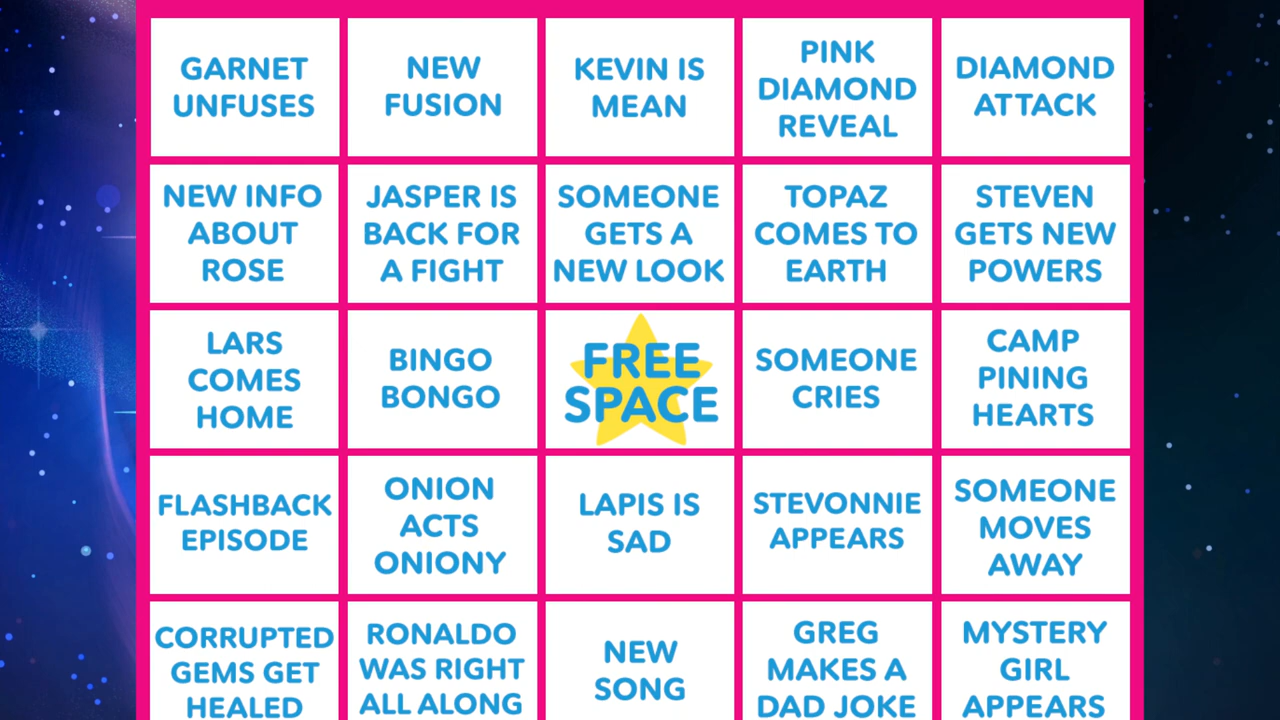 GARNET
UNFUSES
NEW
FUSION
KEVIN IS
MEAN
PINK
DIAMOND
REVEAL
DIAMOND
ATTACK
NEW INFO
ABOUT
ROSE
JASPER IS
BACK FOR
A FIGHT
SOMEONE
GETS A
NEW LOOK
TOPAZ
COMES TO
EARTH
STEVEN
GETS NEW
POWERS
LARS
COMES
HOME
BINGO
BONGO
FREE
SPACE
SOMEONE
CRIES
CAMP
PINING
HEARTS
FLASHBACK
EPISODE
ONION
ACTS
ONIONY
LAPIS IS
SAD
STEVONNIE
APPEARS
SOMEONE
MOVES
AWAY
CORRUPTED
GEMS GET
HEALED
RONALDO
WAS RIGHT
ALL ALONG
NEW
SONG
GREG
MAKES A
DAD JOKE
MYSTERY
GIRL
APPEARS